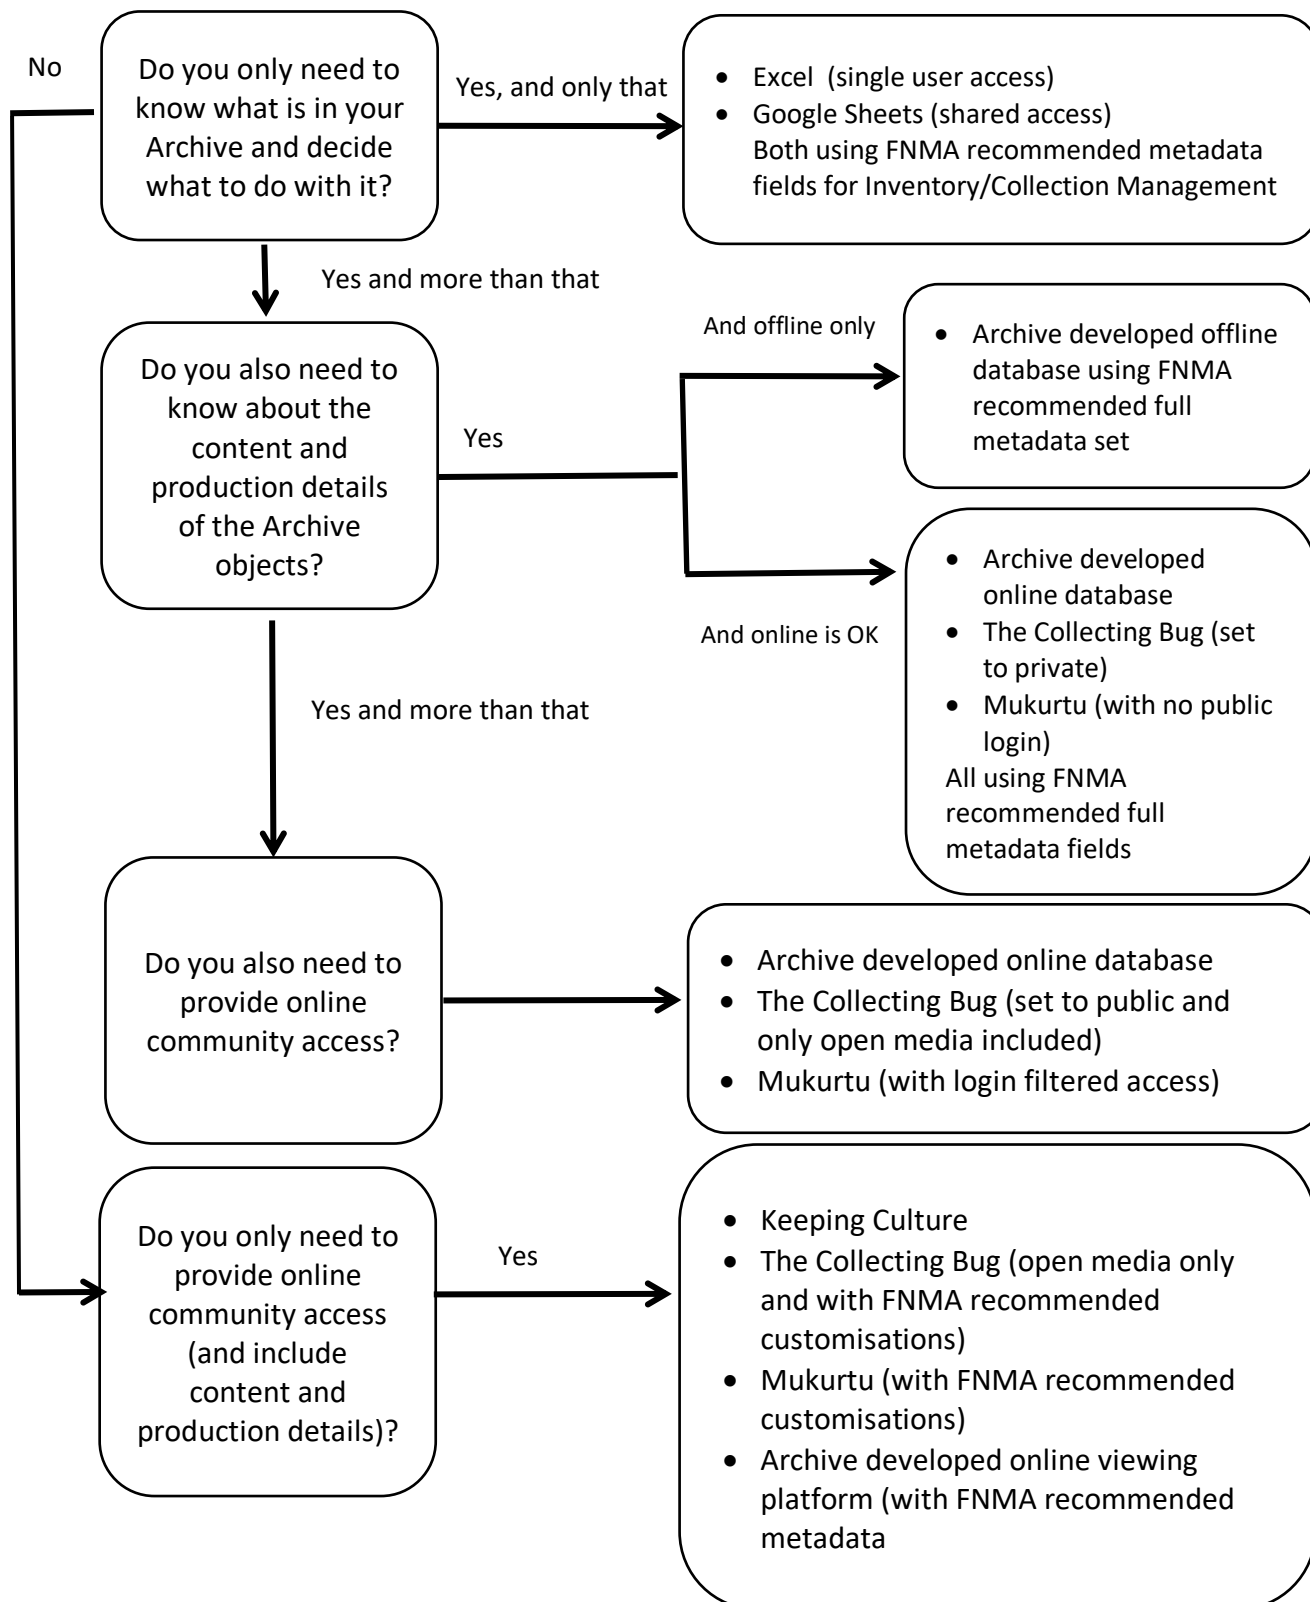 No
Do you only need to
know what is in your
Archive and decide
what to do with it?
Yes, and only that
• Excel  (single user access)
• Google Sheets (shared access)
Both using FNMA recommended metadata
fields for Inventory/Collection Management
Yes and more than that
Do you also need to
know about the
content and
production details
of the Archive
objects?
Yes
And offline only
• Archive developed offline
database using FNMA
recommended full
metadata set
And online is OK
• Archive developed
online database
• The Collecting Bug (set
to private)
• Mukurtu (with no public
login)
All using FNMA
recommended full
metadata fields
Yes and more than that
Do you also need to
provide online
community access?
• Archive developed online database
• The Collecting Bug (set to public and
only open media included)
• Mukurtu (with login filtered access)
Do you only need to
provide online
community access
(and include
content and
production details)?
Yes
• Keeping Culture
• The Collecting Bug (open media only
and with FNMA recommended
customisations)
• Mukurtu (with FNMA recommended
customisations)
• Archive developed online viewing
platform (with FNMA recommended
metadata